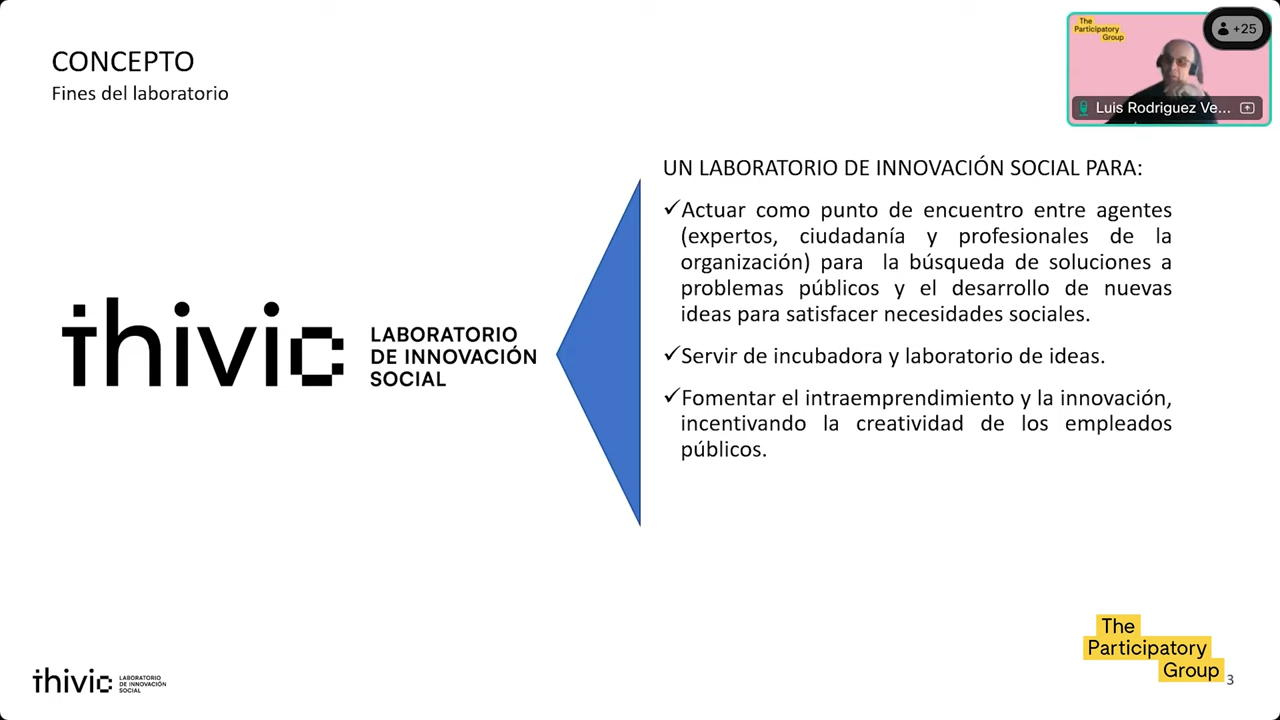 CONCEPTO
Fines del laboratorio
The
Participatory
Group
+25
Luis Rodriguez Ve...
UN LABORATORIO DE INNOVACIÓN SOCIAL PARA:
✓Actuar como punto de encuentro entre agentes
(expertos, ciudadanía y profesionales de la
organización) para la búsqueda de soluciones a
problemas públicos y el desarrollo de nuevas
ideas para satisfacer necesidades sociales.
✓Servir de incubadora y laboratorio de ideas.
✓Fomentar el intraemprendimiento y la innovación,
incentivando la creatividad de los empleados
públicos.
thivic
LABORATORIO
DE INNOVACIÓN
SOCIAL
thivic
LABORATORIO
DE INNOVACIÓN
SOCIAL
The
Participatory
Group
3